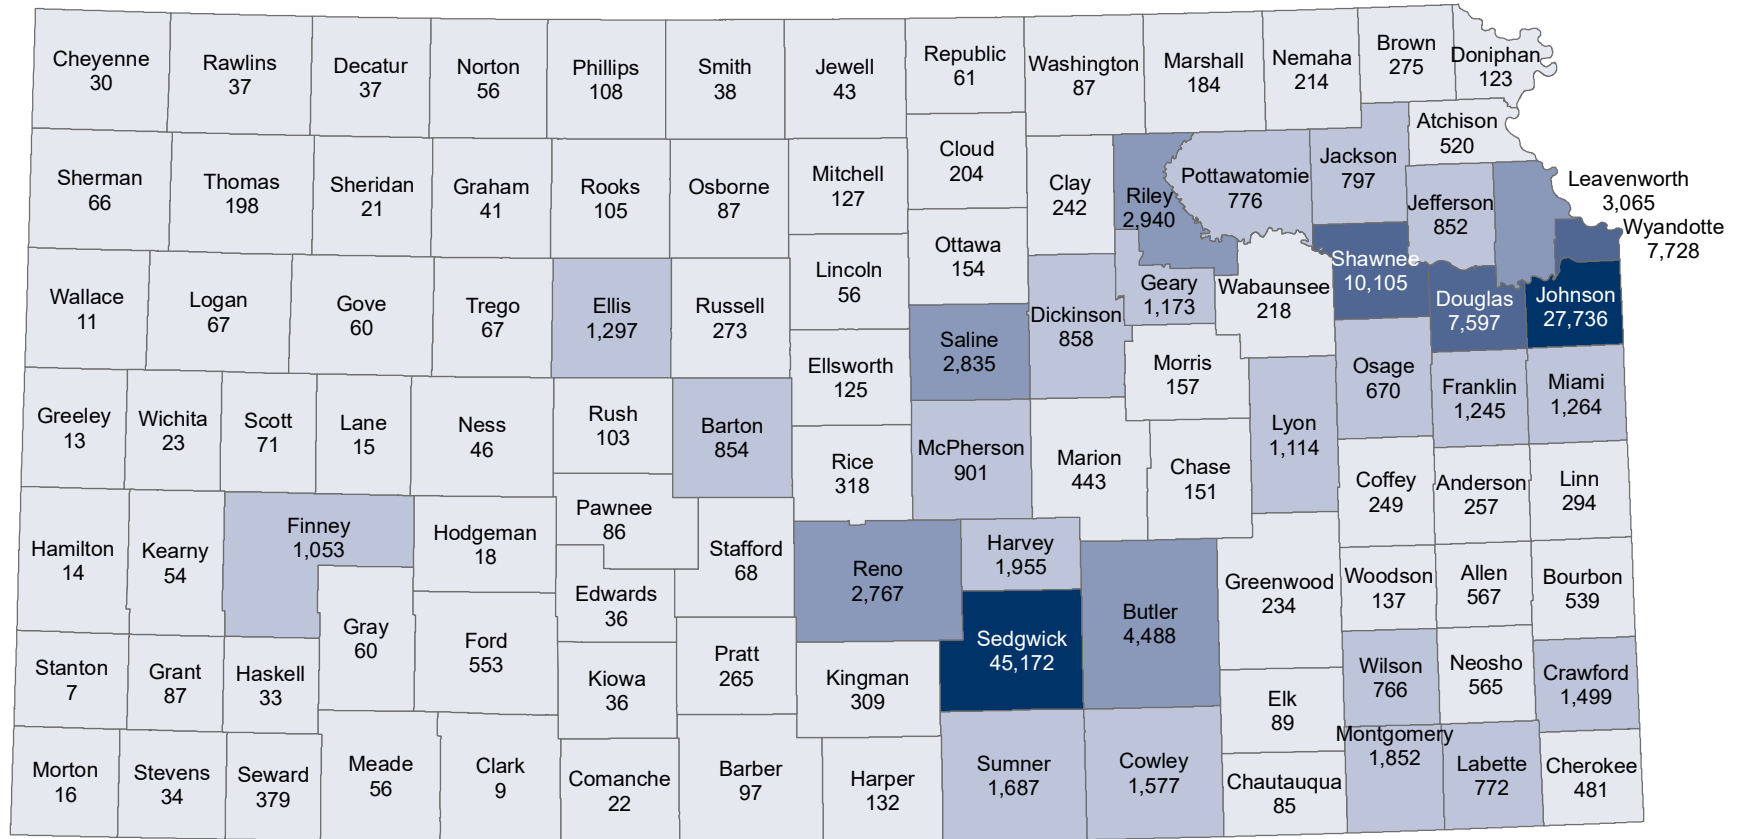 Cheyenne
30
Rawlins
37
Decatur
37
Norton
56
Phillips
108
Smith
38
Jewell
43
Republic
61
Washington
87
Marshall
184
Nemaha
214
Brown
275
Doniphan
123
Sherman
66
Thomas
198
Sheridan
21
Graham
41
Rooks
105
Osborne
87
Mitchell
127
Cloud
204
Clay
242
Riley
2,940
Pottawatomie
776
Jackson
797
Atchison
520
Jefferson
852
Leavenworth
3,065
Wyandotte
7,728
Wallace
11
Logan
67
Gove
60
Trego
67
Ellis
1,297
Russell
273
Lincoln
56
Ottawa
154
Saline
2,835
Dickinson
858
Geary
1,173
Wabaunsee
218
Shawnee
10,105
Douglas
7,597
Johnson
27,736
Ellsworth
125
Morris
157
Osage
670
Franklin
1,245
Miami
1,264
Greeley
13
Wichita
23
Scott
71
Lane
15
Ness
46
Rush
103
Barton
854
Rice
318
McPherson
901
Marion
443
Chase
151
Lyon
1,114
Coffey
249
Anderson
257
Linn
294
Hamilton
14
Kearny
54
Finney
1,053
Hodgeman
18
Pawnee
86
Stafford
68
Edwards
36
Reno
2,767
Harvey
1,955
Butler
4,488
Greenwood
234
Woodson
137
Allen
567
Bourbon
539
Gray
60
Ford
553
Sedgwick
45,172
Stanton
7
Grant
87
Haskell
33
Kiowa
36
Pratt
265
Kingman
309
Elk
89
Wilson
766
Neosho
565
Crawford
1,499
Morton
16
Stevens
34
Seward
379
Meade
56
Clark
9
Comanche
22
Barber
97
Harper
132
Sumner
1,687
Cowley
1,577
Chautauqua
85
Montgomery
1,852
Labette
772
Cherokee
481